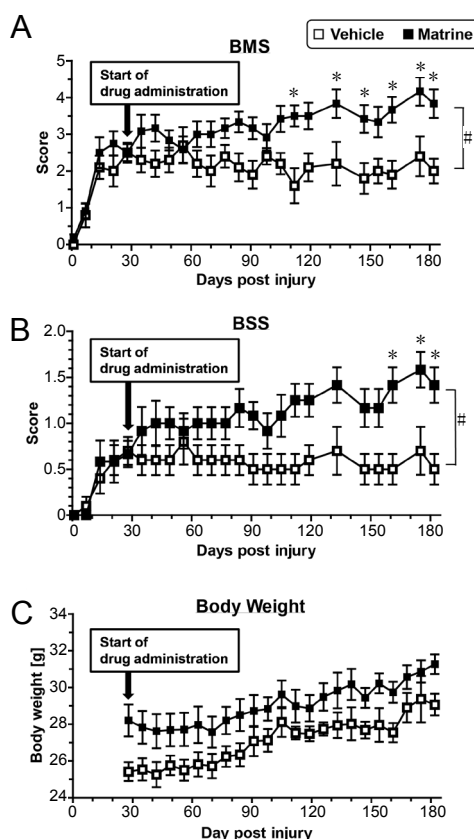 A
BMS
Vehicle Matrine
Start of
drug administration
5
4
3
2
1
0
Score
* * * * * *
#
0 30 60 90 120 150 180
Days post injury
B
BSS
Start of
drug administration
2.0
1.5
1.0
0.5
0
Score
* * *
#
0 30 60 90 120 150 180
Days post injury
C
Body Weight
Start of
drug administration
34
32
30
28
26
24
Body weight [g]
0 30 60 90 120 150 180
Day post injury